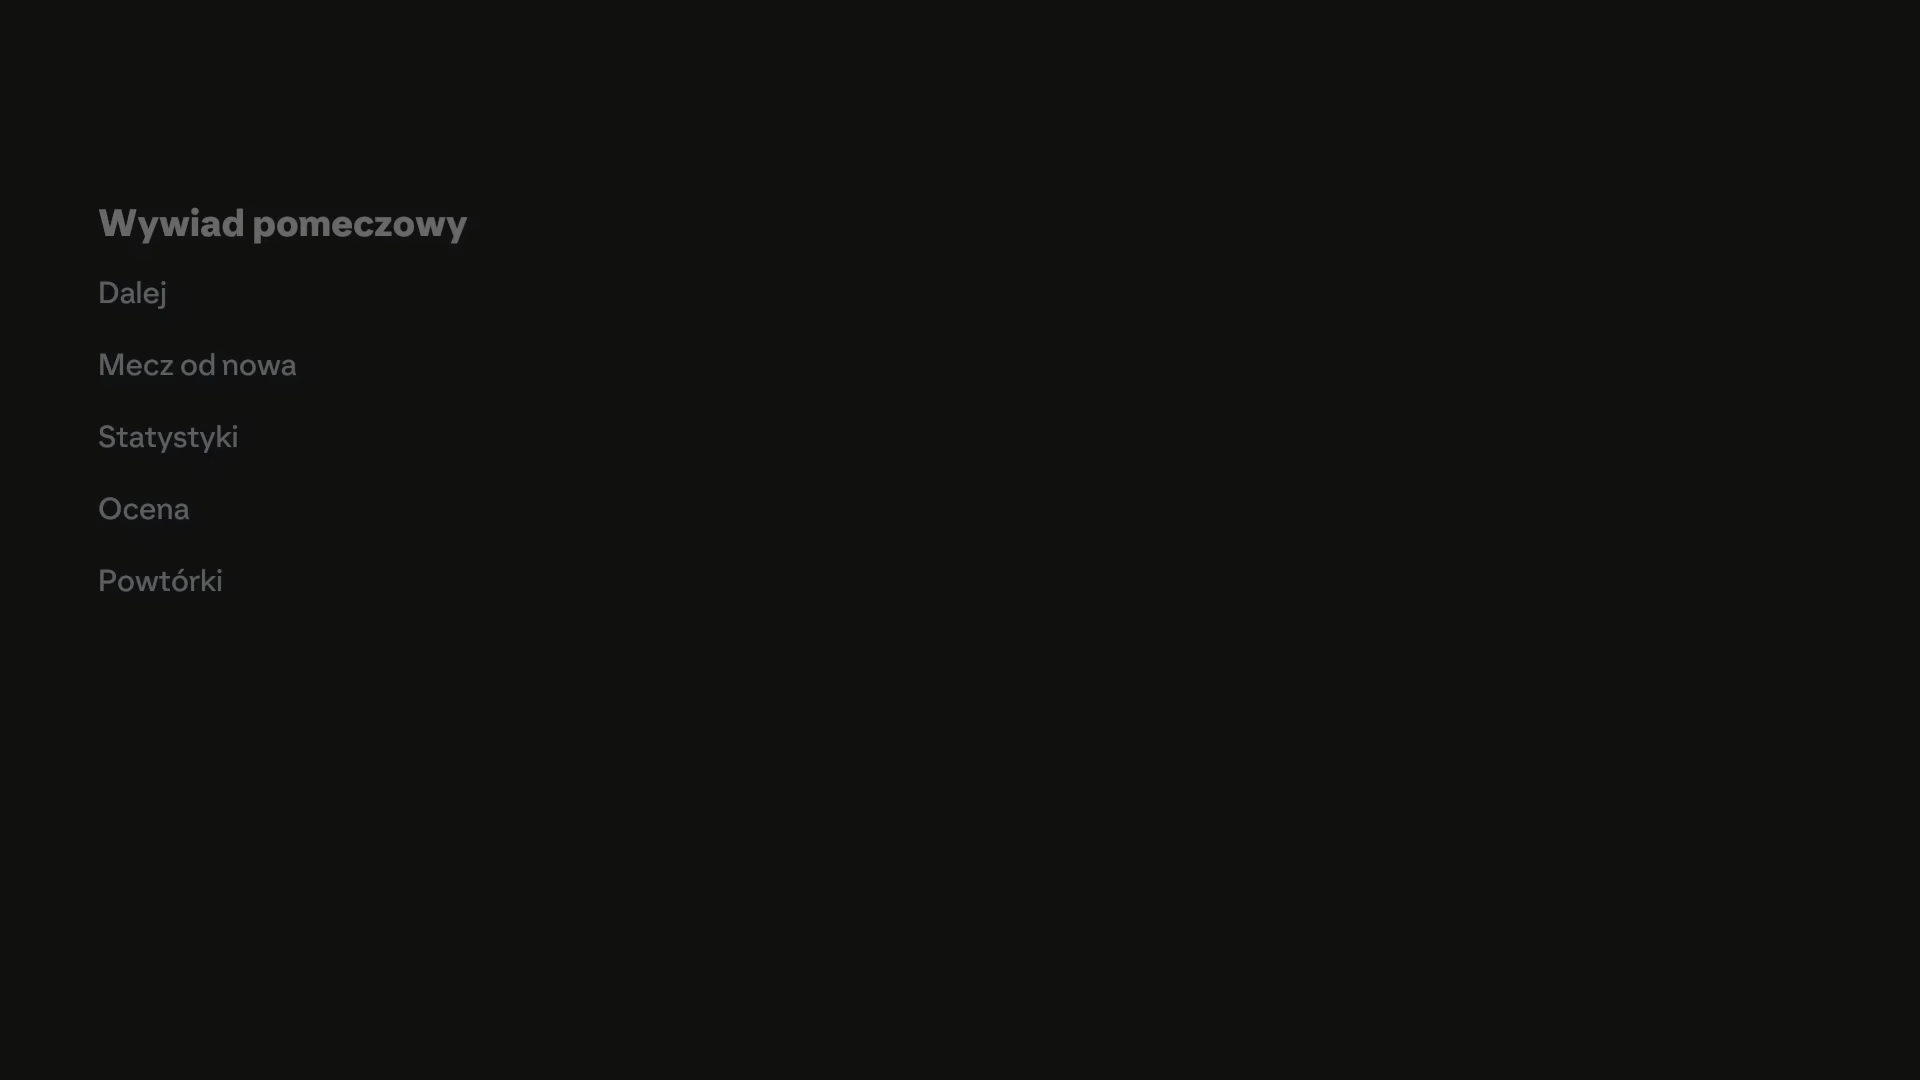 Wywiad pomeczowy
Dalej
Mecz od nowa
Statystyki
Ocena
Powtórki